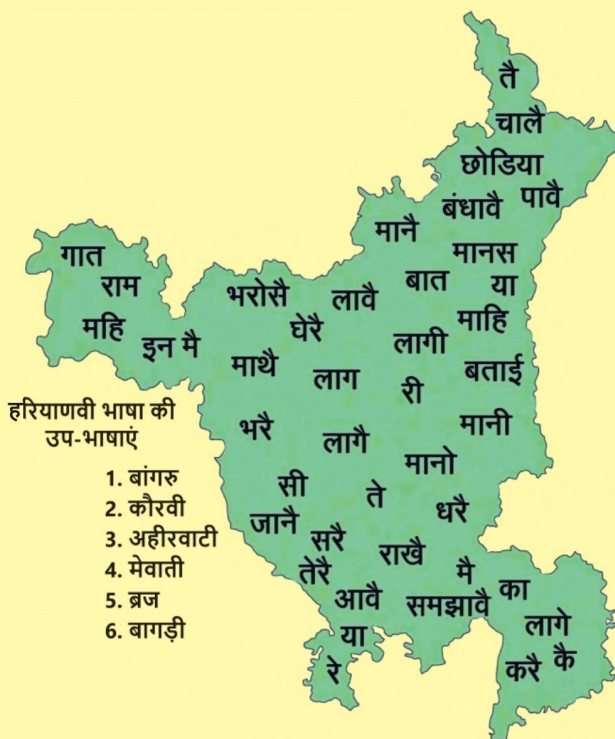 तै
चालै
छोडिया
पावै
बंधावै
मानै
मानस
गात
राम
भरोसै
लावै
बात
या
महि
इन मै
घेरै
लागी
माहि
माथै
लाग
री
बताई
हरियाणवी भाषा की
उप-भाषाएं
भरै
लागै
मानी
मानो
1. बांगरु
2. कौरवी
3. अहीरवाटी
4. मेवाती
5. ब्रज
6. बागड़ी
सी
ते
धरै
जानै
सरै
राखै
तेरै
मै
आवै
समझावै
का
या
लागे
रे
करै
कै